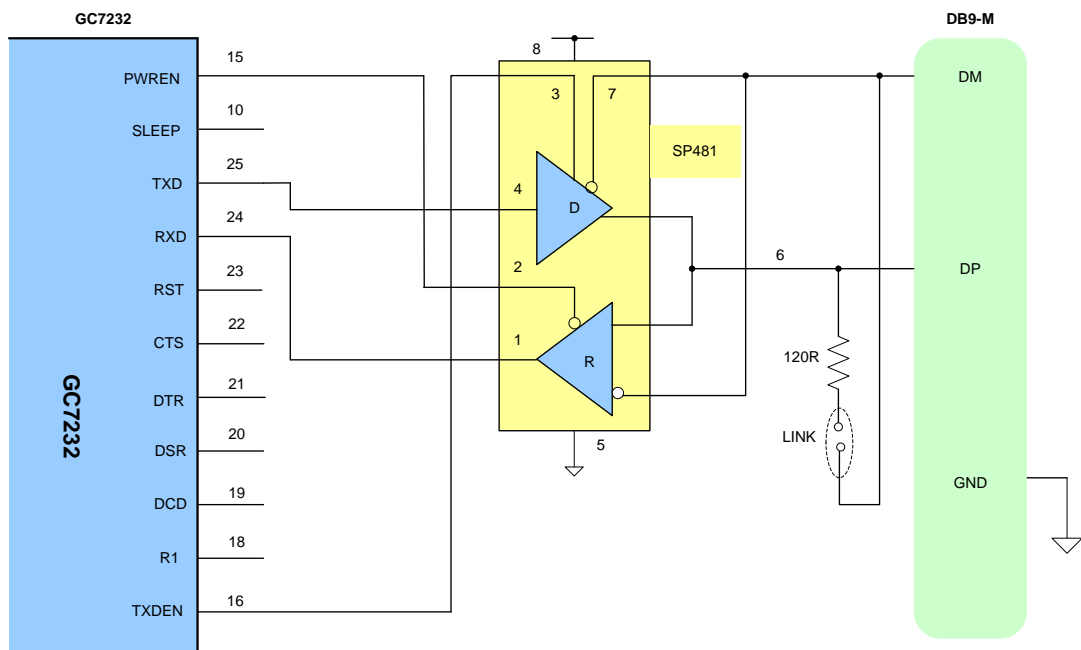 GC7232
DB9-M
PWREN
15
SLEEP
10
TXD
25
RXD
24
RST
23
CTS
22
DTR
21
DSR
20
DCD
19
R1
18
TXDEN
16
GC7232
8
3
7
SP481
4
D
2
1
R
5
6
120R
LINK
DM
DP
GND